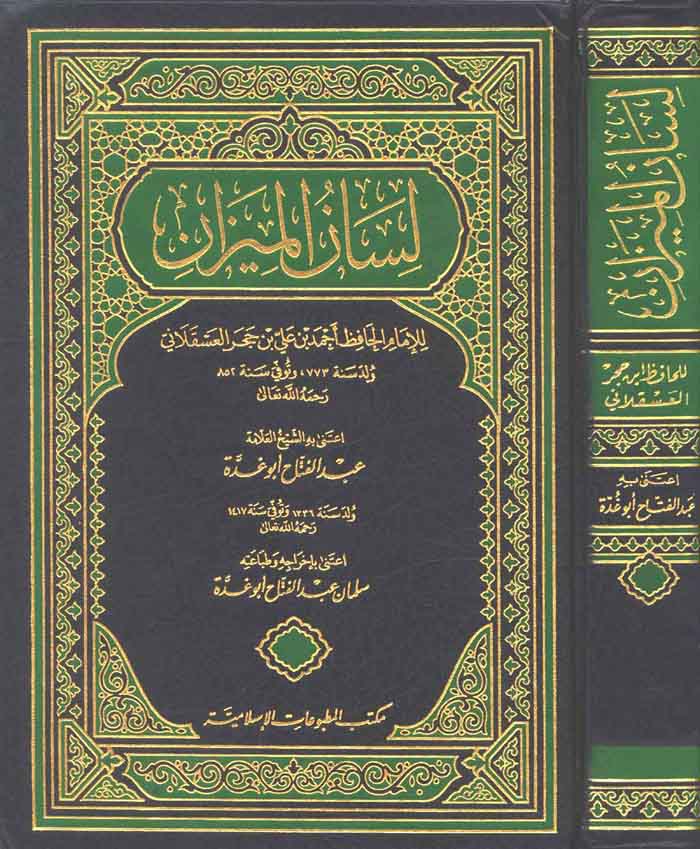 لسان الميزان
للإمام الحافظ أحمد بن علي بن حجر العسقلاني
ولد سنة ٧٧٣، وتوفي سنة ٨٥٢
رحمه الله تعالى
اعتنى به الشيخ العلامة
عبد الفتاح أبو غدة
ولد سنة ١٣٣٦ وتوفي سنة ١٤١٧
رحمه الله تعالى
اعتنى بإخراجه وطباعته
سلمان عبد الفتاح أبو غدة
مكتب المطبوعات الإسلامية
لسان الميزان
للحافظ ابن حجر
العسقلاني
اعتنى به
عبد الفتاح أبو غدة